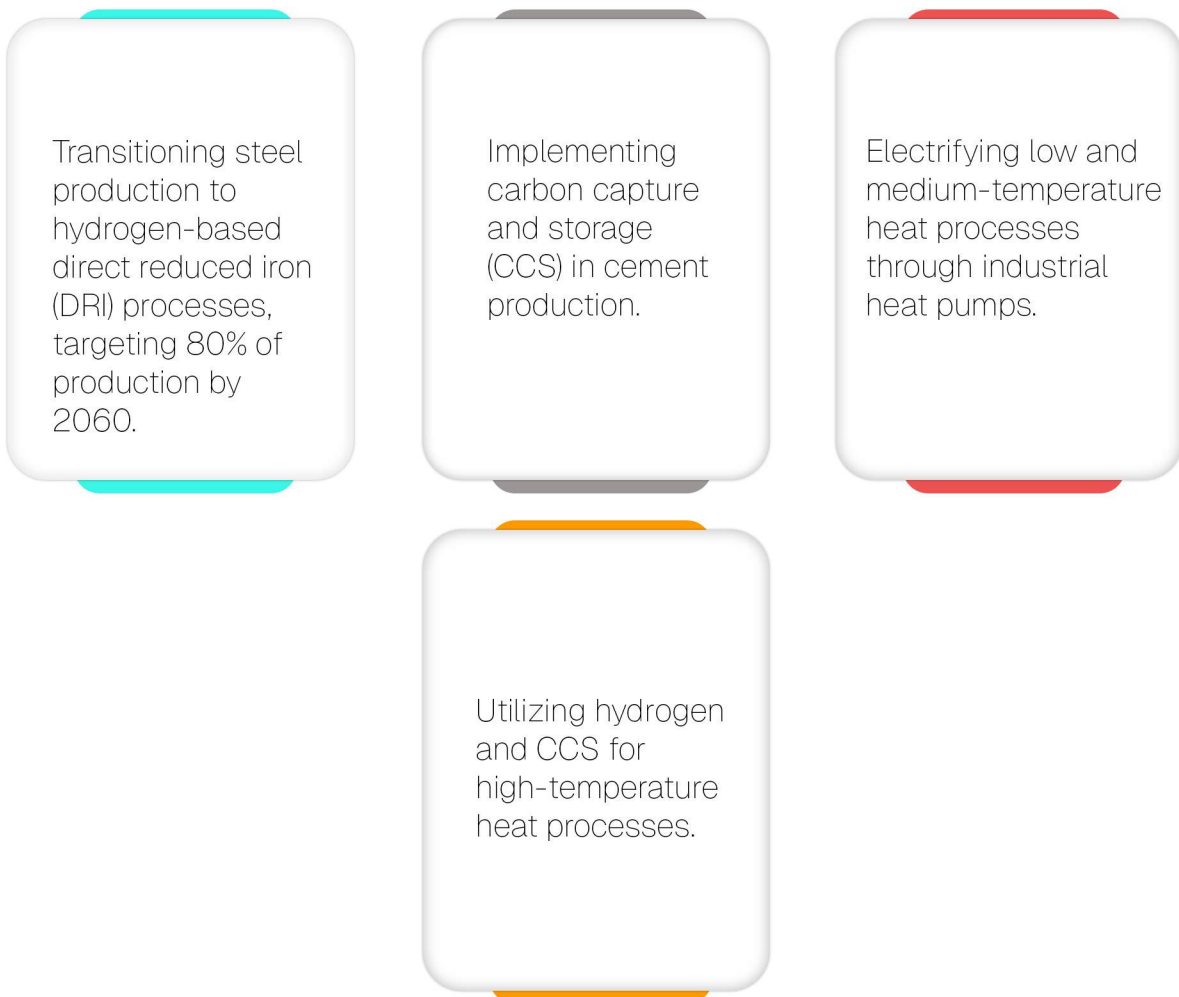 Transitioning steel
production to
hydrogen-based
direct reduced iron
(DRI) processes,
targeting 80% of
production by
2060.
Implementing
carbon capture
and storage
(CCS) in cement
production.
Electrifying low and
medium-temperature
heat processes
through industrial
heat pumps.
Utilizing hydrogen
and CCS for
high-temperature
heat processes.